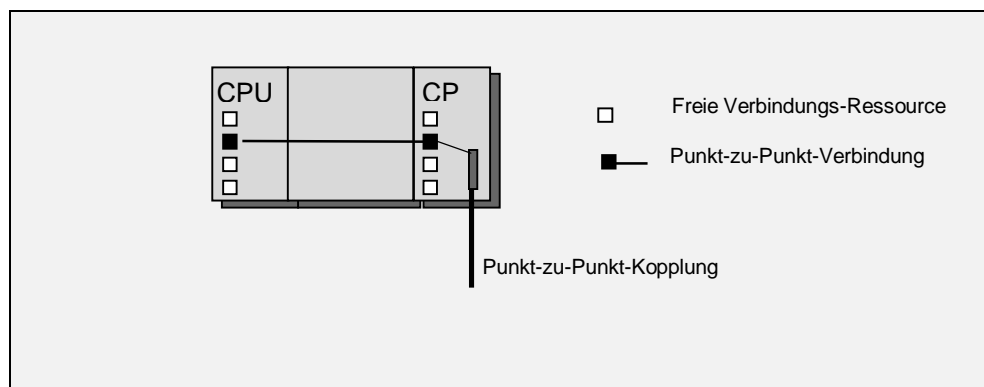 CPU
CP
Freie Verbindungs-Ressource
Punkt-zu-Punkt-Verbindung
Punkt-zu-Punkt-Kopplung